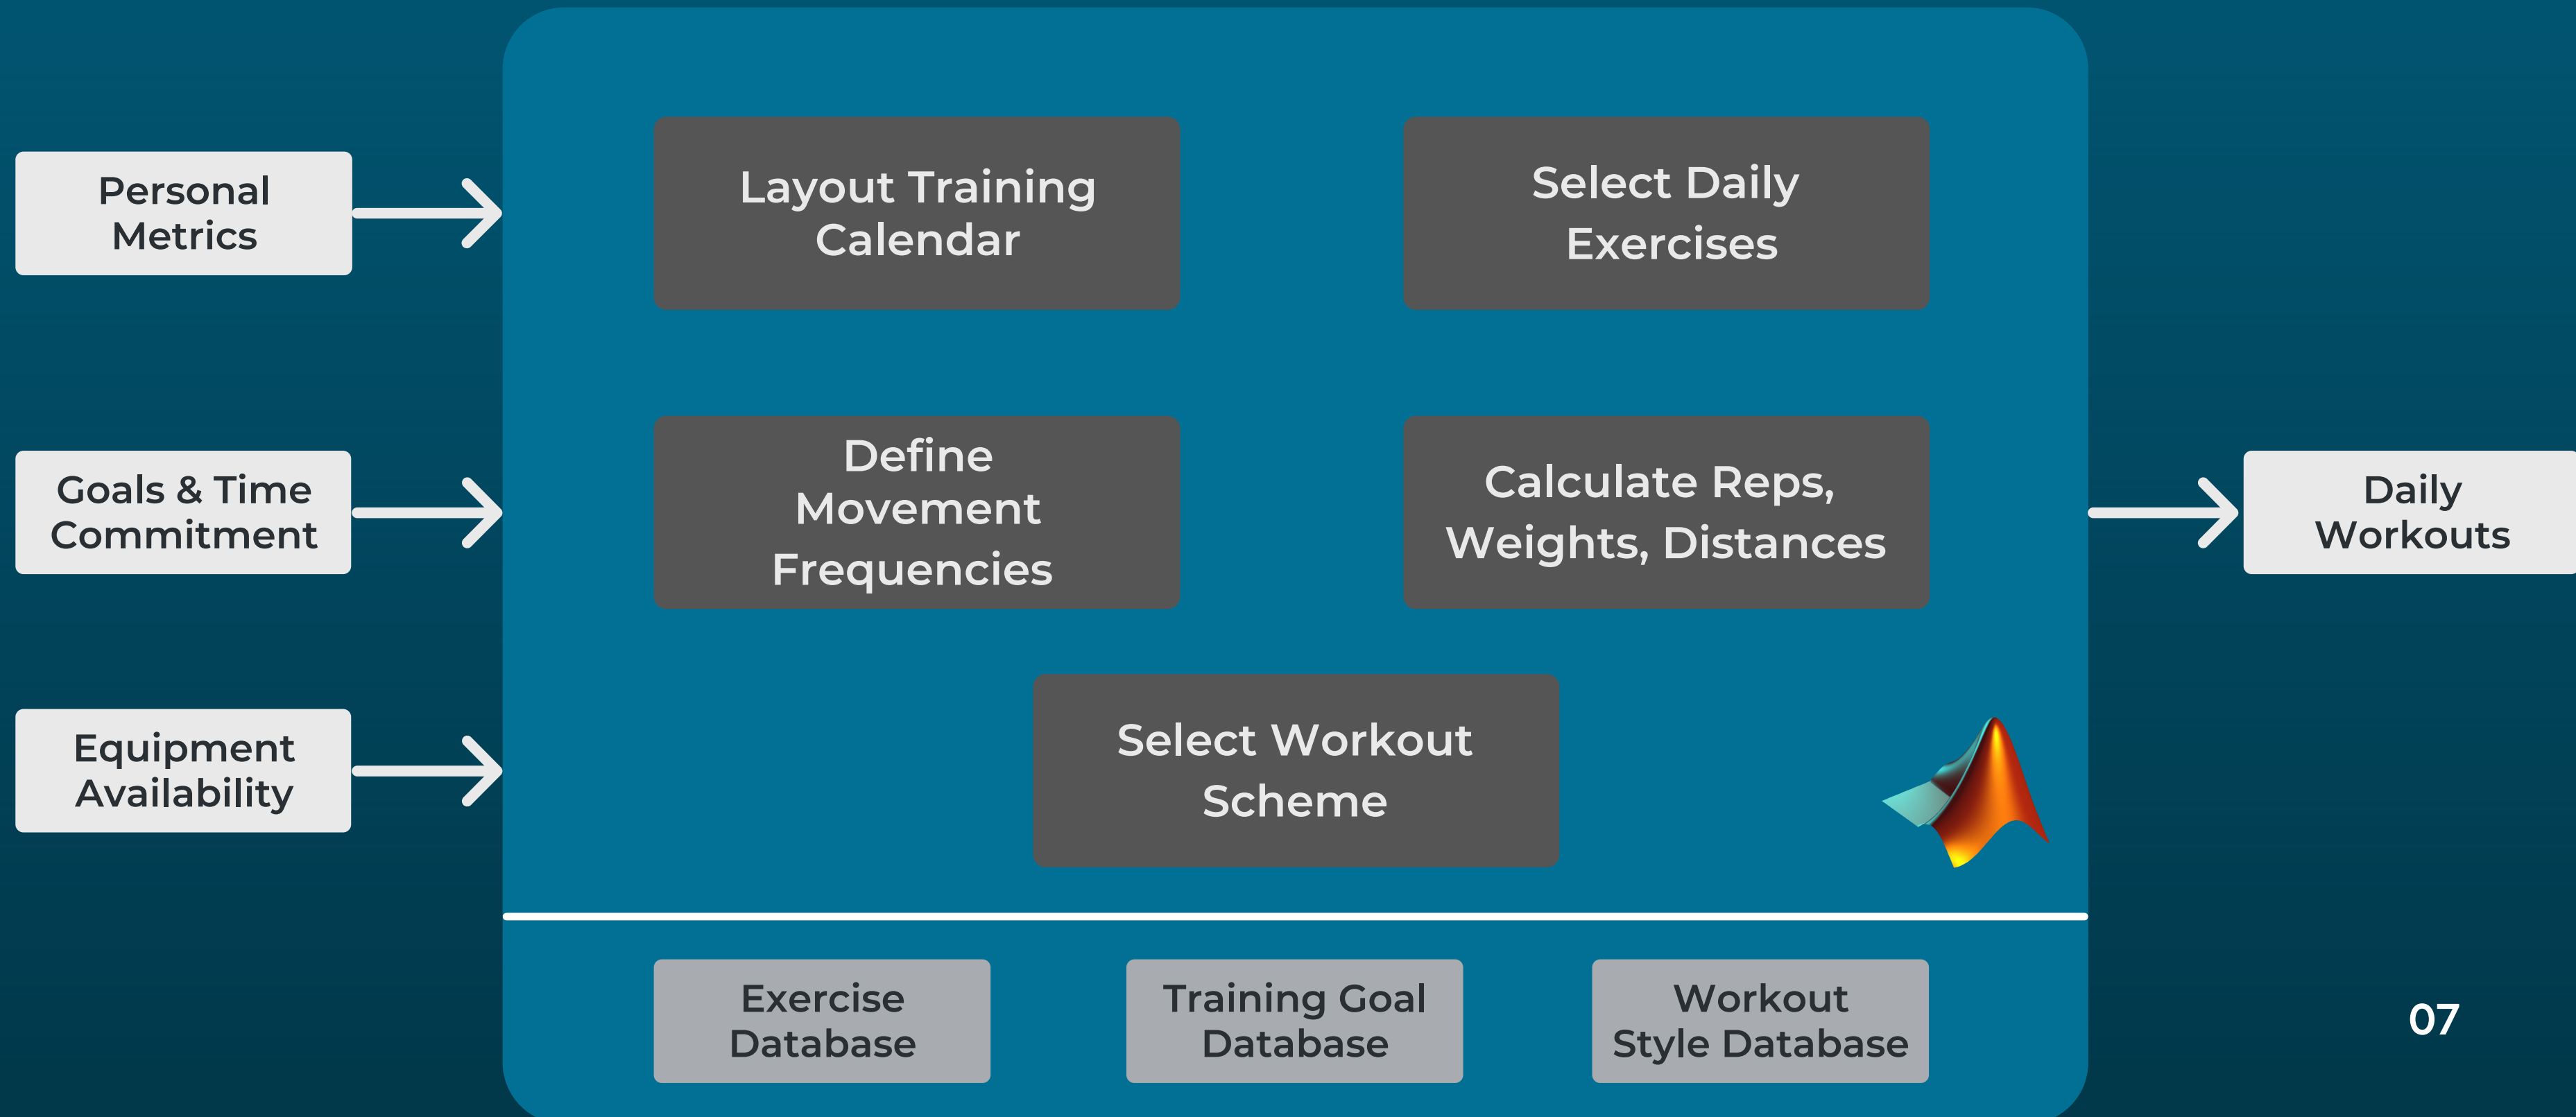 Personal
Metrics
Goals & Time
Commitment
Equipment
Availability
Layout Training
Calendar
Select Daily
Exercises
Define
Movement
Frequencies
Calculate Reps,
Weights, Distances
Select Workout
Scheme
Exercise
Database
Training Goal
Database
Workout
Style Database
Daily
Workouts
07